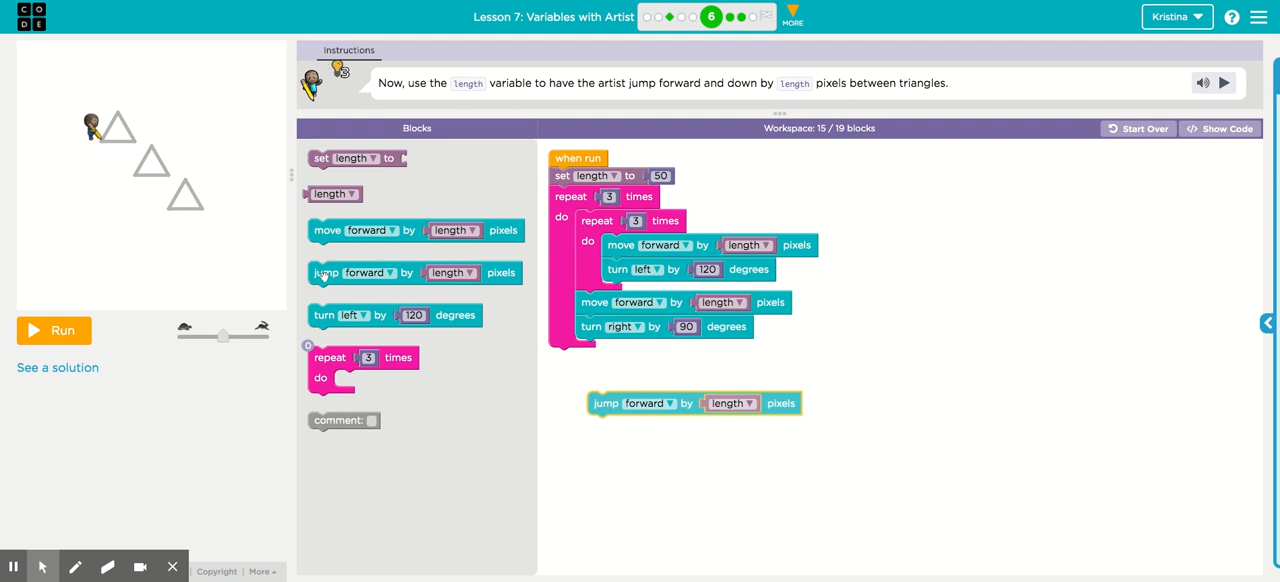 C O
D E
Lesson 7: Variables with Artist
6
MORE
Kristina
?
Instructions
3
Now, use the length variable to have the artist jump forward and down by length pixels between triangles.
Blocks
Workspace: 15 / 19 blocks
Start Over
</> Show Code
set length to
length
move forward by length pixels
jump forward by length pixels
turn left by 120 degrees
0
repeat 3 times
do
comment:
when run
set length to 50
repeat 3 times
do
repeat 3 times
do
move forward by length pixels
turn left by 120 degrees
move forward by length pixels
turn right by 90 degrees
jump forward by length pixels
Run
See a solution
Copyright
More